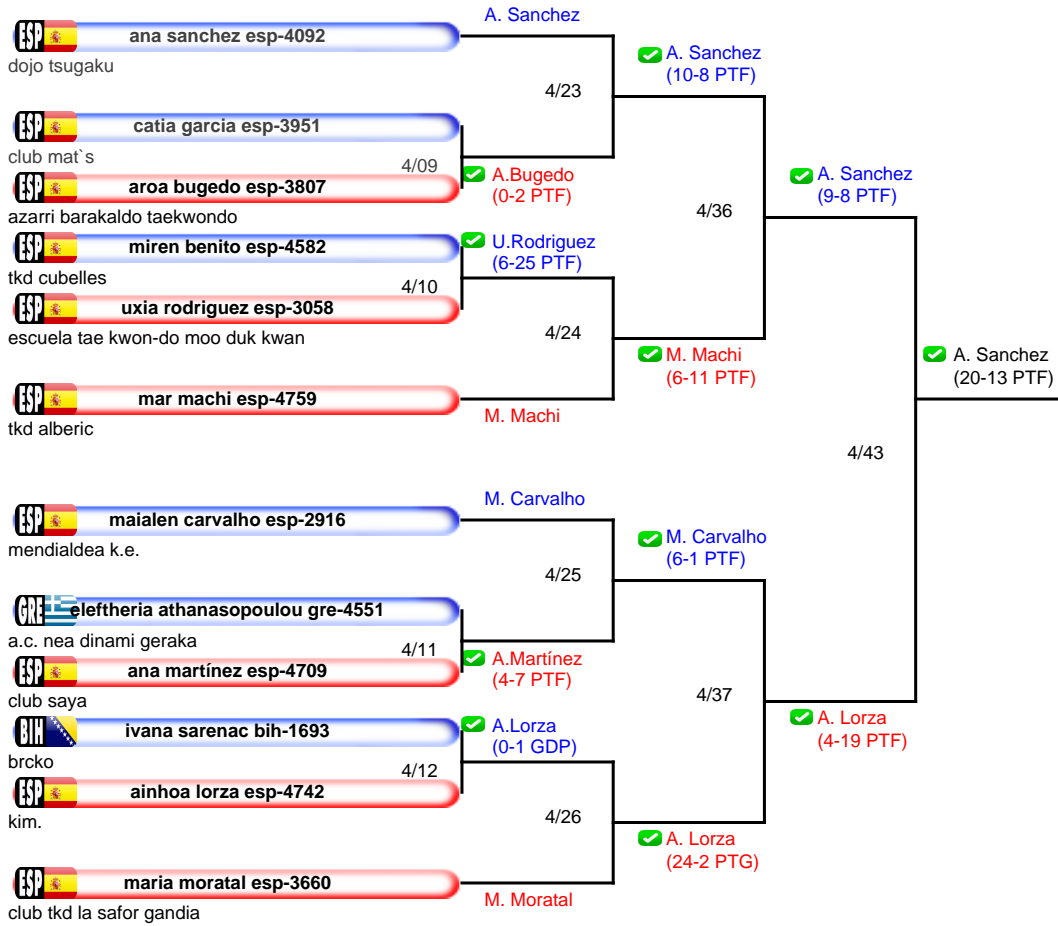 A. Sanchez
ESP ana sanchez esp-4092
dojo tsugaku
A. Sanchez
(10-8 PTF)
4/23
ESP catia garcia esp-3951
club mat`s
4/09
A.Bugedo
(0-2 PTF)
ESP aroa bugedo esp-3807
azarri barakaldo taekwondo
A. Sanchez
(9-8 PTF)
4/36
ESP miren benito esp-4582
tkd cubelles
U.Rodriguez
(6-25 PTF)
4/10
ESP uxia rodriguez esp-3058
escuela tae kwon-do moo duk kwan
4/24
M. Machi
(6-11 PTF)
A. Sanchez
(20-13 PTF)
ESP mar machi esp-4759
tkd alberic
M. Machi
4/43
M. Carvalho
ESP maialen carvalho esp-2916
mendialdea k.e.
M. Carvalho
(6-1 PTF)
4/25
GRE eleftheria athanasopoulou gre-4551
a.c. nea dinami geraka
4/11
A.Martínez
(4-7 PTF)
ESP ana martínez esp-4709
club saya
4/37
A. Lorza
(4-19 PTF)
BIH ivana sarenac bih-1693
brcko
A.Lorza
(0-1 GDP)
4/12
ESP ainhoa lorza esp-4742
kim.
4/26
A. Lorza
(24-2 PTG)
ESP maria moratal esp-3660
club tkd la safor gandia
M. Moratal